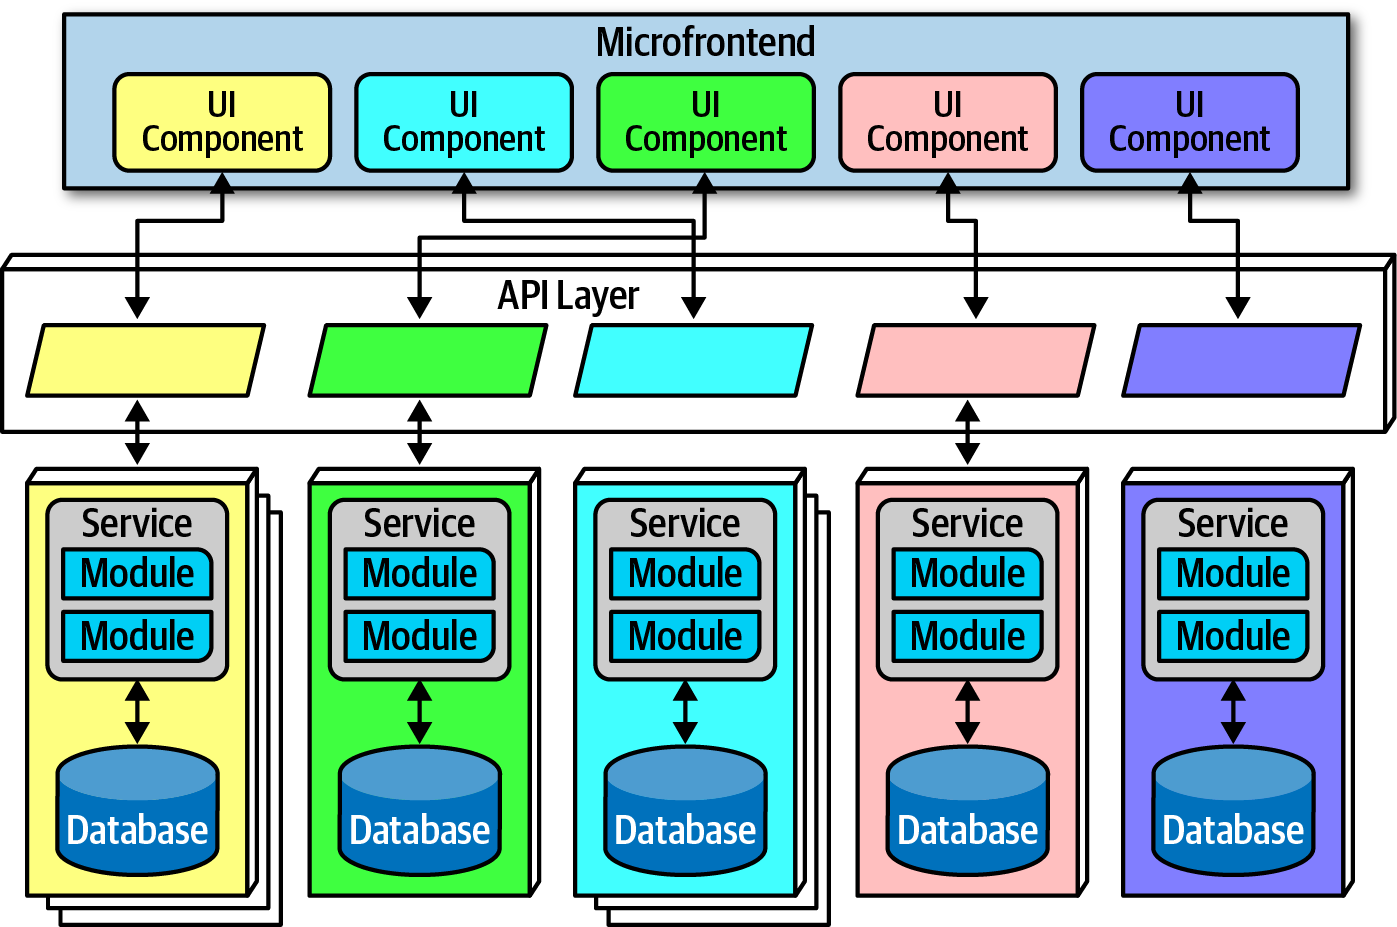 Microfrontend
UI
Component
UI
Component
UI
Component
UI
Component
UI
Component
API Layer
Service
Module
Module
Database
Service
Module
Module
Database
Service
Module
Module
Database
Service
Module
Module
Database
Service
Module
Module
Database